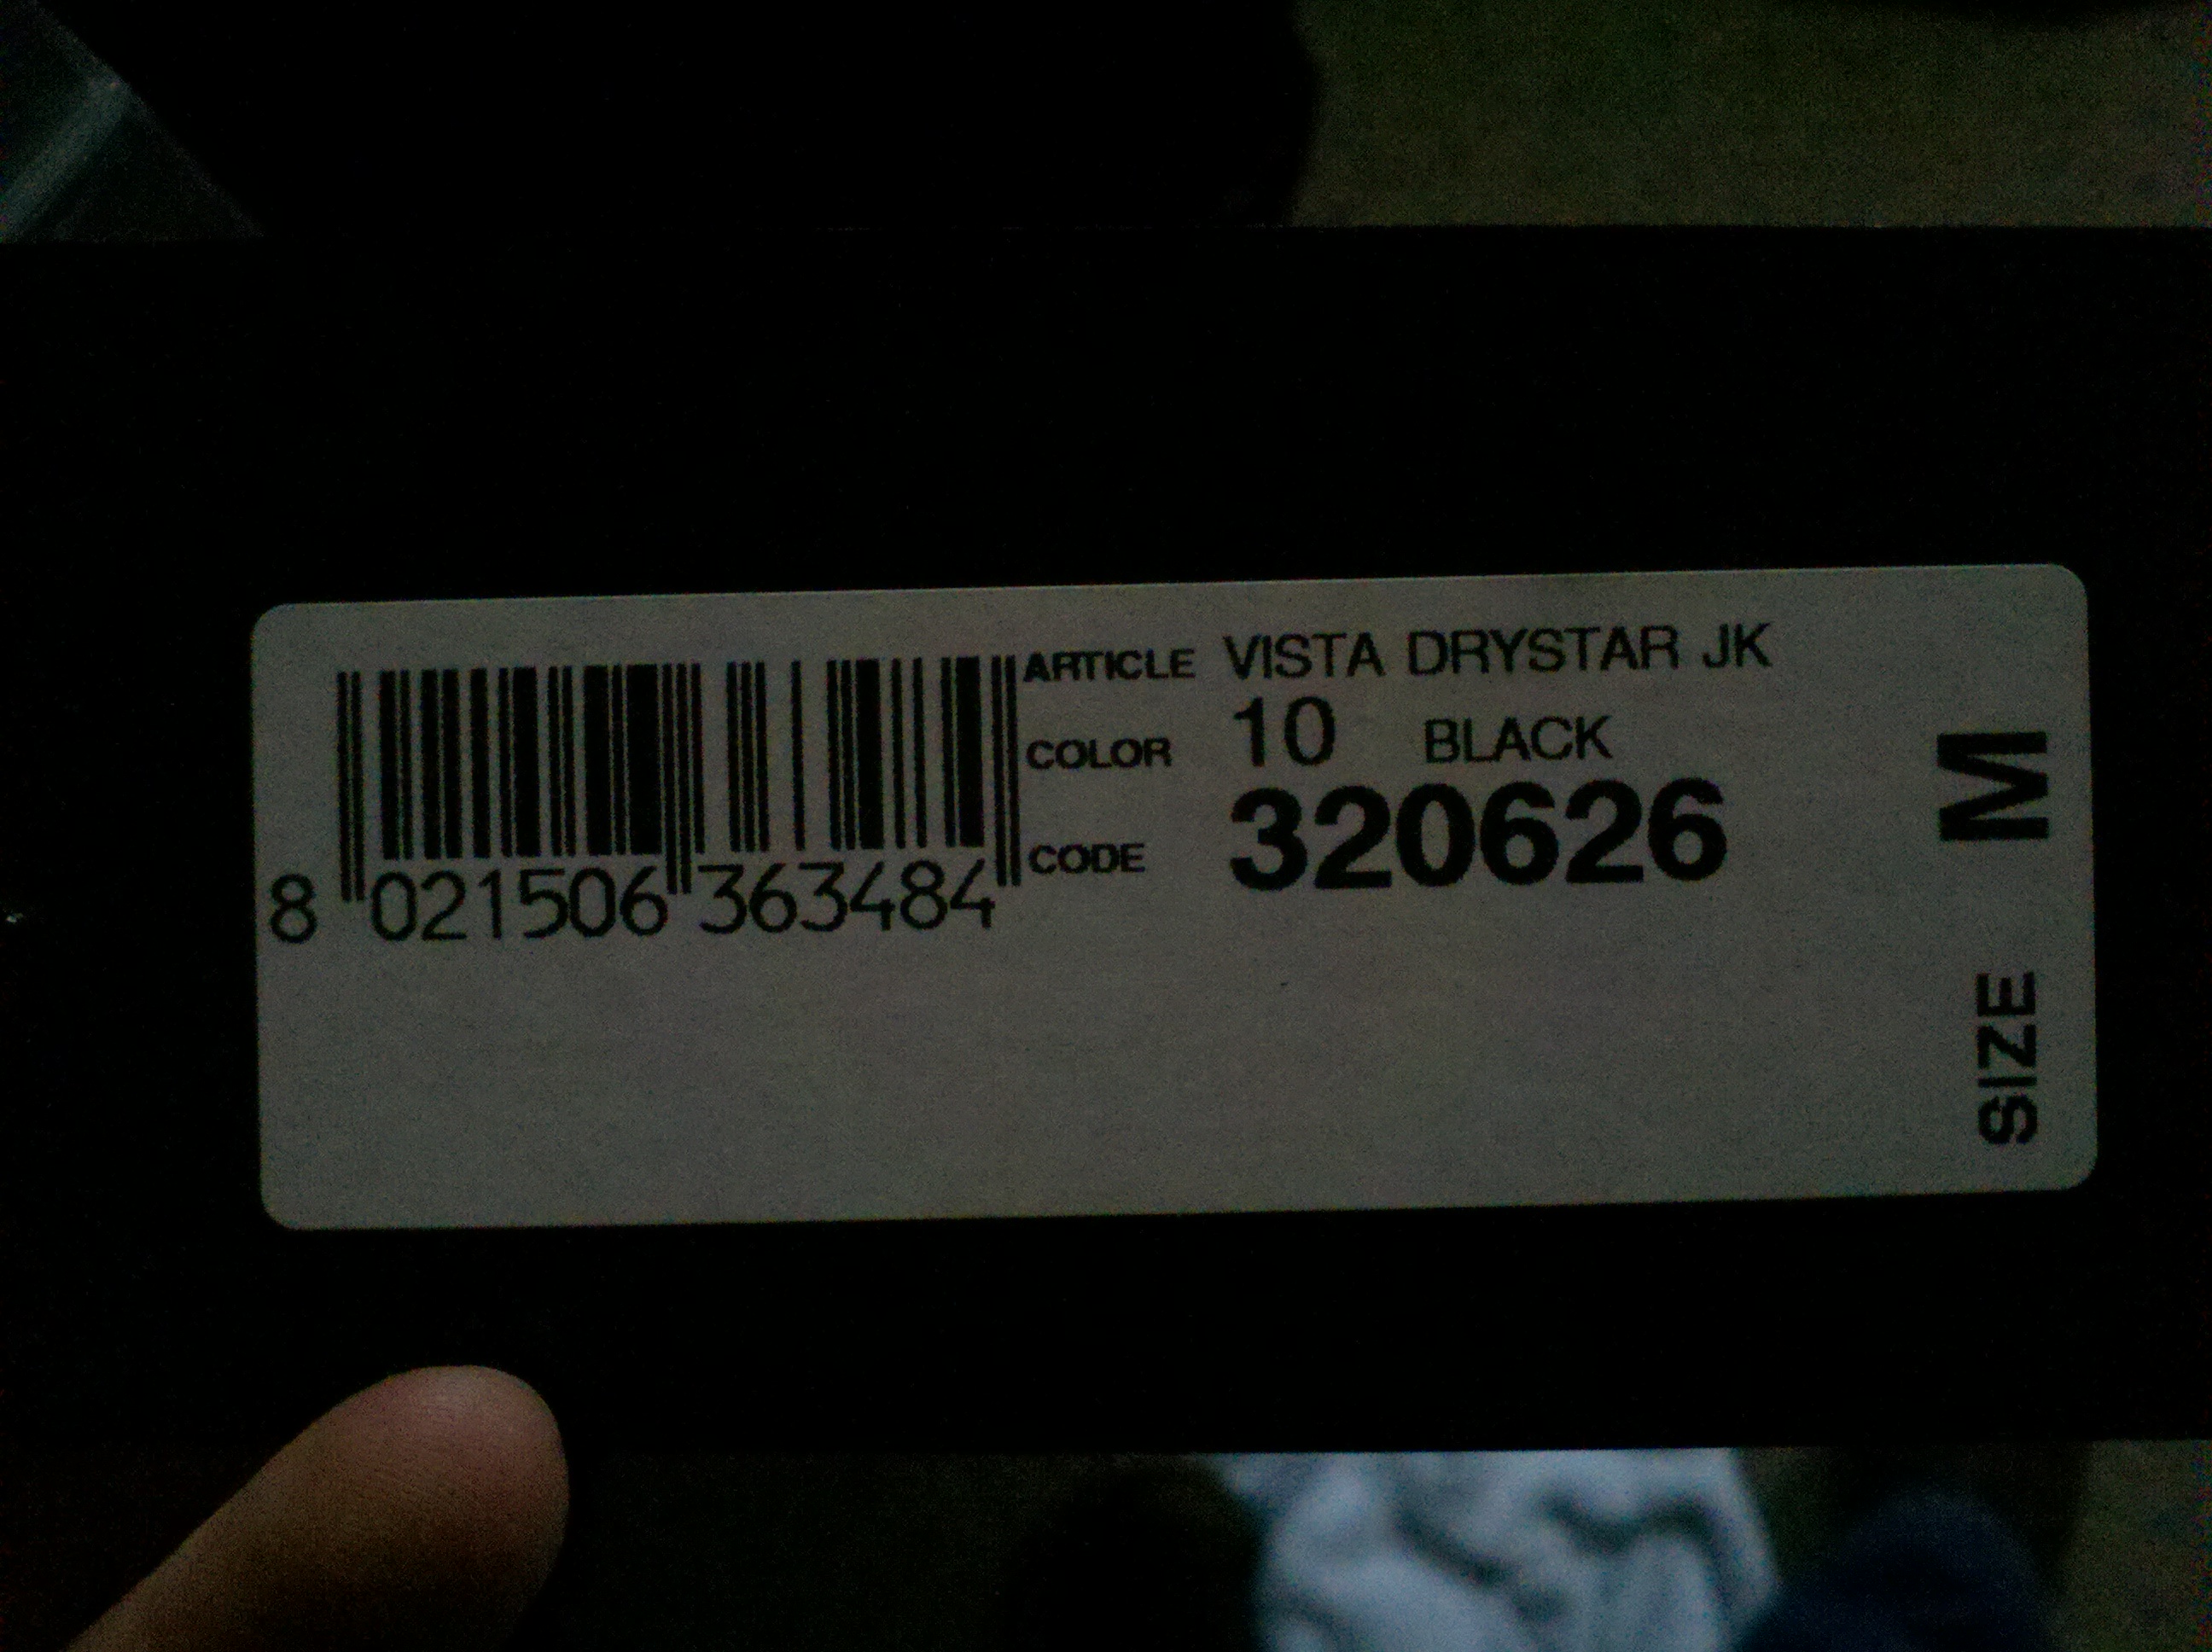 ARTICLE VISTA DRYSTAR JK
COLOR 10 BLACK
CODE 320626
8 021506 363484
SIZE M